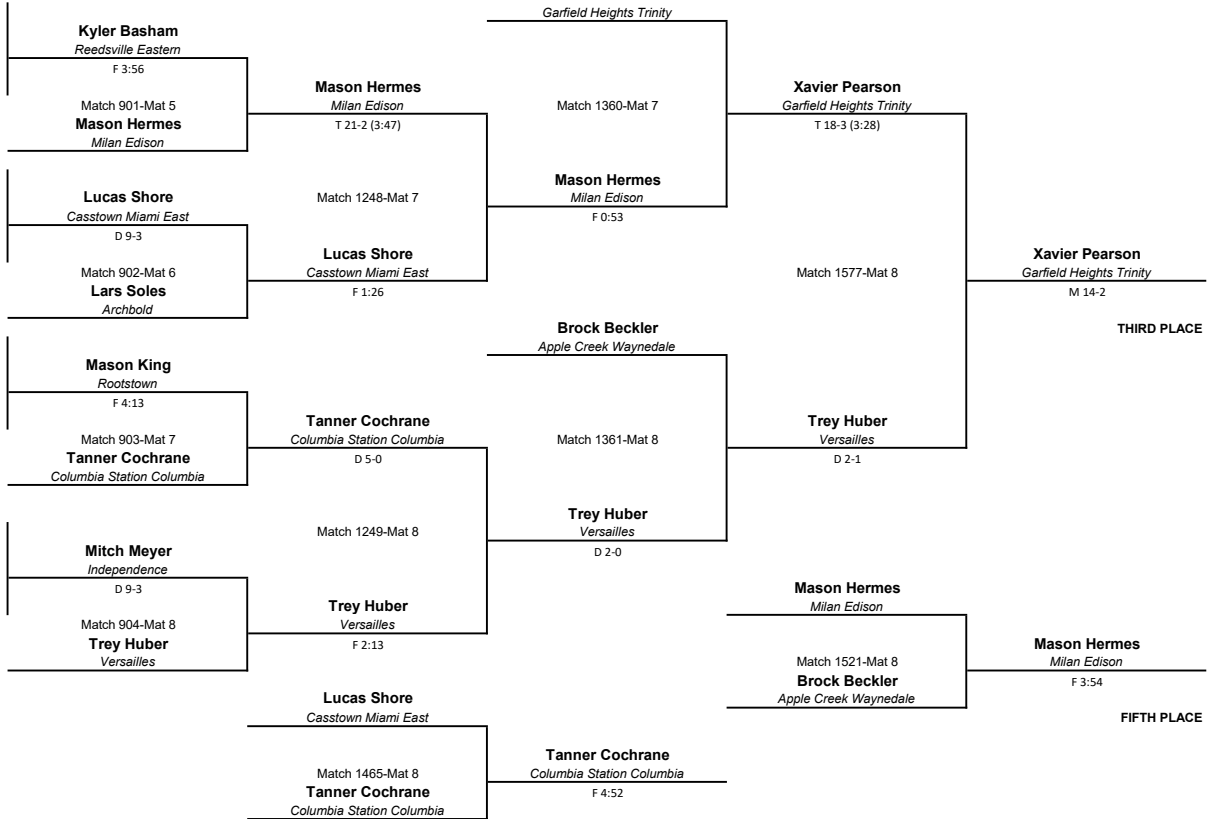 Garfield Heights Trinity
Kyler Basham
Reedsville Eastern
F 3:56
Match 901-Mat 5
Mason Hermes
Milan Edison
Mason Hermes
Milan Edison
T 21-2 (3:47)
Match 1360-Mat 7
Xavier Pearson
Garfield Heights Trinity
T 18-3 (3:28)
Lucas Shore
Casstown Miami East
D 9-3
Match 1248-Mat 7
Mason Hermes
Milan Edison
F 0:53
Match 902-Mat 6
Lars Soles
Archbold
Lucas Shore
Casstown Miami East
F 1:26
Match 1577-Mat 8
Xavier Pearson
Garfield Heights Trinity
M 14-2
THIRD PLACE
Brock Beckler
Apple Creek Waynedale
Mason King
Rootstown
F 4:13
Match 903-Mat 7
Tanner Cochrane
Columbia Station Columbia
Tanner Cochrane
Columbia Station Columbia
D 5-0
Match 1361-Mat 8
Trey Huber
Versailles
D 2-1
Match 1249-Mat 8
Trey Huber
Versailles
D 2-0
Mitch Meyer
Independence
D 9-3
Match 904-Mat 8
Trey Huber
Versailles
Trey Huber
Versailles
F 2:13
Mason Hermes
Milan Edison
Match 1521-Mat 8
Brock Beckler
Apple Creek Waynedale
Mason Hermes
Milan Edison
F 3:54
FIFTH PLACE
Lucas Shore
Casstown Miami East
Match 1465-Mat 8
Tanner Cochrane
Columbia Station Columbia
Tanner Cochrane
Columbia Station Columbia
F 4:52